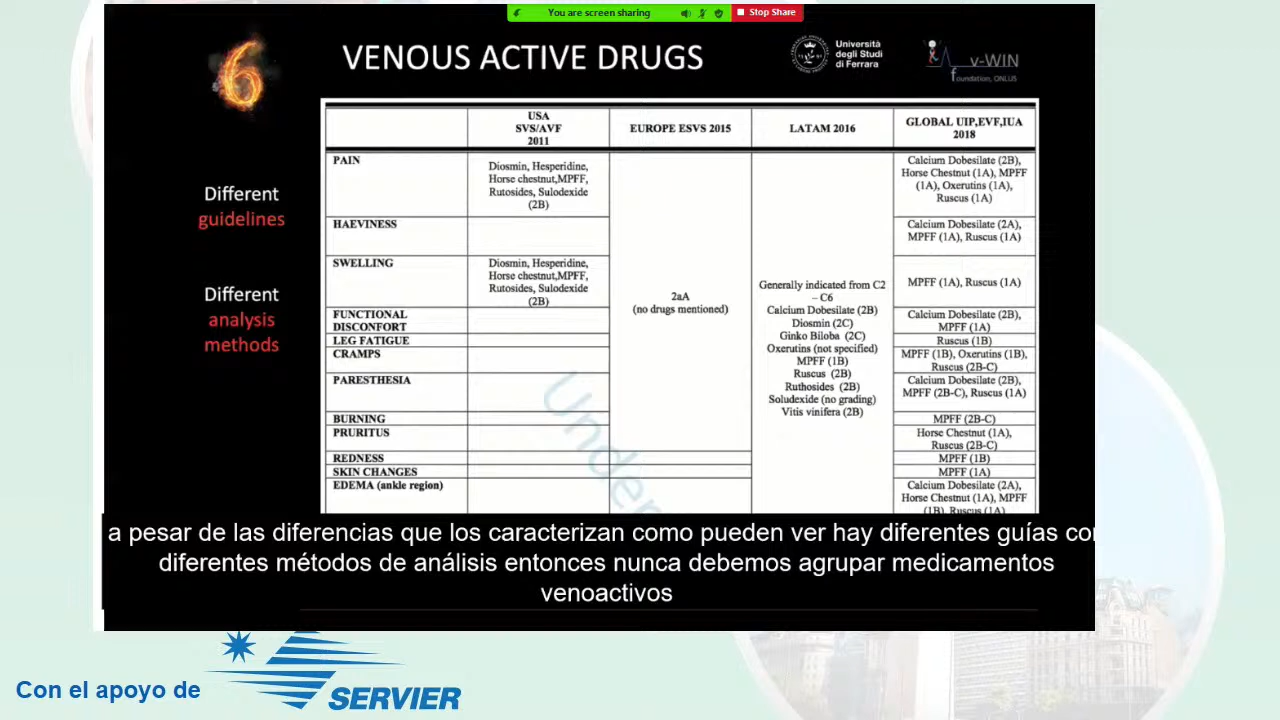 You are screen sharing
Stop Share
6
VENOUS ACTIVE DRUGS
Università
degli Studi
di Ferrara
v-WIN
foundation, ONLUS
Different
guidelines
Different
analysis
methods
USA
SVS/AVF
2011
EUROPE ESVS 2015
LATAM 2016
GLOBAL UIP,EVF,IUA
2018
PAIN
Diosmin, Hesperidine,
Horse chestnut,MPFF,
Rutosides, Sulodexide
(2B)
Calcium Dobesilate (2B),
Horse Chestnut (1A), MPFF
(1A), Oxerutins (1A),
Ruscus (1A)
HAEVINESS
Calcium Dobesilate (2A),
MPFF (1A), Ruscus (1A)
SWELLING
Diosmin, Hesperidine,
Horse chestnut,MPFF,
Rutosides, Sulodexide
(2B)
MPFF (1A), Ruscus (1A)
2aA
(no drugs mentioned)
Generally indicated from C2
– C6
Calcium Dobesilate (2B)
Diosmin (2C)
Ginko Biloba (2C)
Oxerutins (not specified)
MPFF (1B)
Ruscus (2B)
Ruthosides (2B)
Soludexide (no grading)
Vitis vinifera (2B)
FUNCTIONAL
DISCONFORT
Calcium Dobesilate (2B),
MPFF (1A)
LEG FATIGUE
Ruscus (1B)
CRAMPS
MPFF (1B), Oxerutins (1B),
Ruscus (2B-C)
PARESTHESIA
Calcium Dobesilate (2B),
MPFF (2B-C), Ruscus (1A)
BURNING
MPFF (2B-C)
PRURITUS
Horse Chestnut (1A),
Ruscus (2B-C)
REDNESS
MPFF (1B)
SKIN CHANGES
MPFF (1A)
EDEMA (ankle region)
Calcium Dobesilate (2A),
Horse Chestnut (1A), MPFF
(1B), Ruscus (1A)
Under
a pesar de las diferencias que los caracterizan como pueden ver hay diferentes guías con
diferentes métodos de análisis entonces nunca debemos agrupar medicamentos
venoactivos
Con el apoyo de
SERVIER